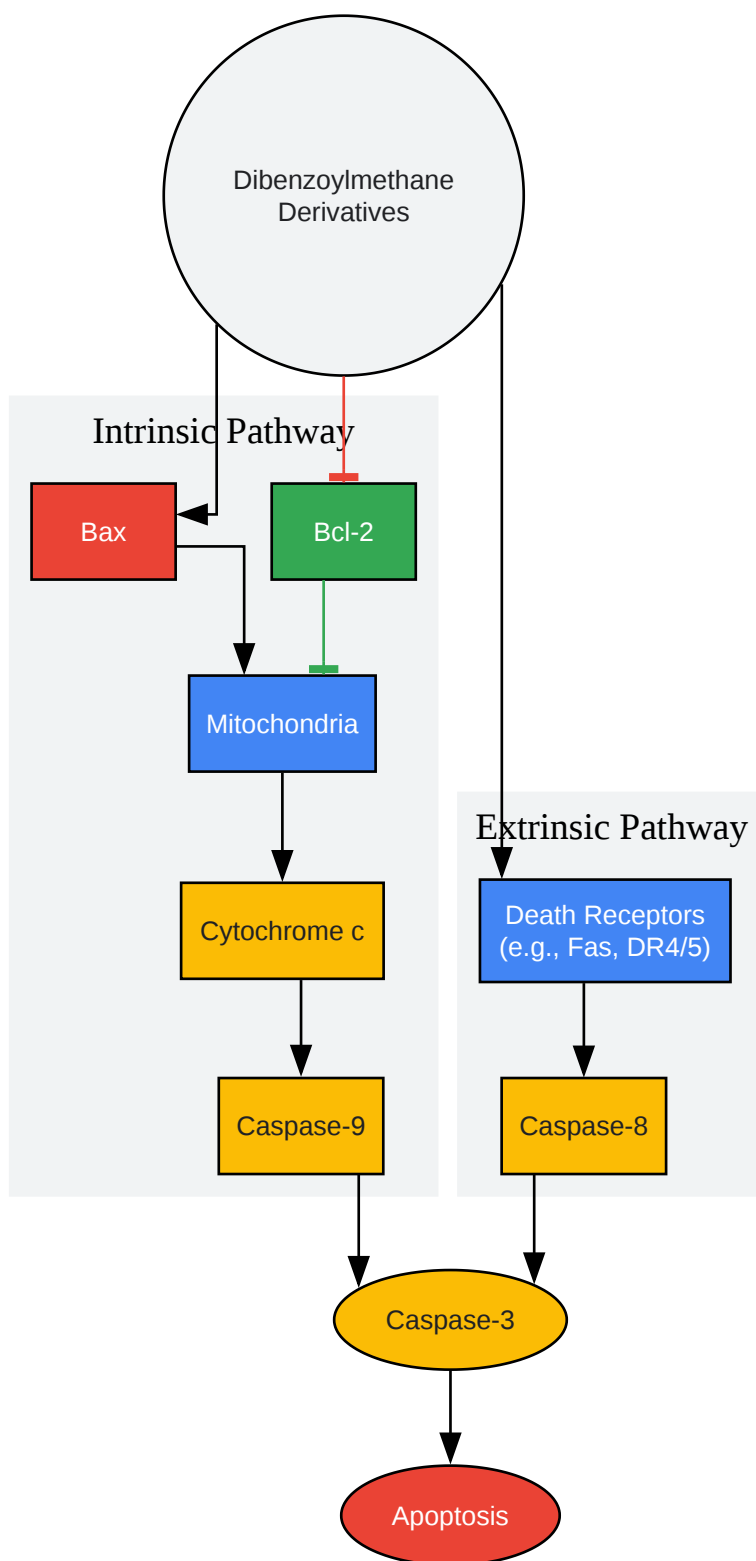 Dibenzoylmethane
Derivatives
Intrinsic Pathway
Bax
Bcl-2
Mitochondria
Cytochrome c
Caspase-9
Extrinsic Pathway
Death Receptors
(e.g., Fas, DR4/5)
Caspase-8
Caspase-3
Apoptosis